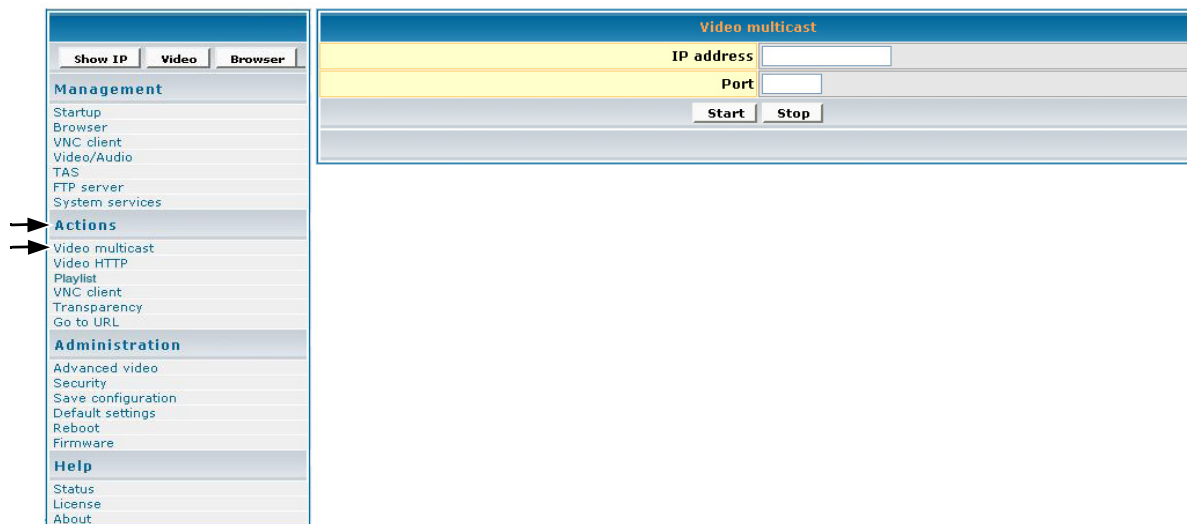 Show IP Video Browser
Management
Startup
Browser
VNC client
Video/Audio
TAS
FTP server
System services
Actions
Video multicast
Video HTTP
Playlist
VNC client
Transparency
Go to URL
Administration
Advanced video
Security
Save configuration
Default settings
Reboot
Firmware
Help
Status
License
About
Video multicast
IP address
Port
Start Stop